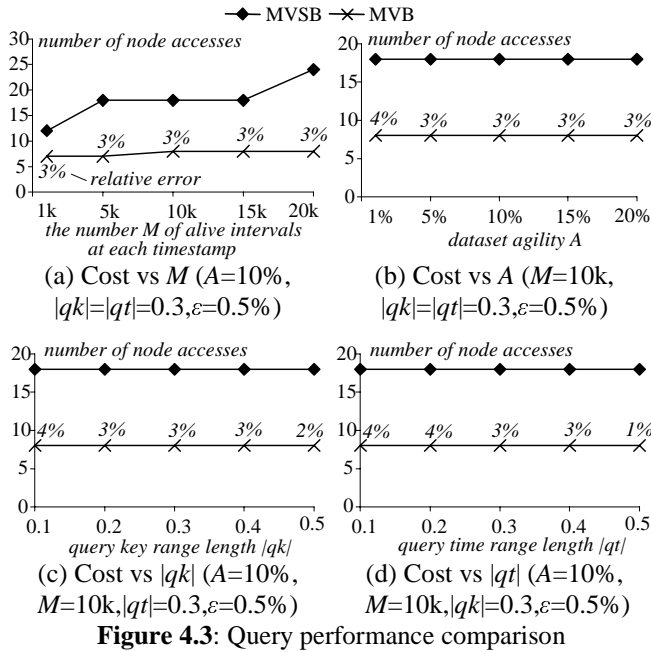 MVSB MVB
number of node accesses
30
25
20
15
10
5
0
3% 3% 3% 3% 3%
relative error
1k 5k 10k 15k 20k
the number M of alive intervals
at each timestamp
(a) Cost vs M (A=10%,
|qk|=|qt|=0.3,ε=0.5%)
number of node accesses
20
15
10
5
0
4% 3% 3% 3% 3%
1% 5% 10% 15% 20%
dataset agility A
(b) Cost vs A (M=10k,
|qk|=|qt|=0.3,ε=0.5%)
number of node accesses
20
15
10
5
0
4% 3% 3% 3% 2%
0.1 0.2 0.3 0.4 0.5
query key range length |qk|
(c) Cost vs |qk| (A=10%,
M=10k,|qt|=0.3,ε=0.5%)
number of node accesses
20
15
10
5
0
4% 4% 3% 3% 1%
0.1 0.2 0.3 0.4 0.5
query time range length |qt|
(d) Cost vs |qt| (A=10%,
M=10k,|qk|=0.3,ε=0.5%)
Figure 4.3: Query performance comparison